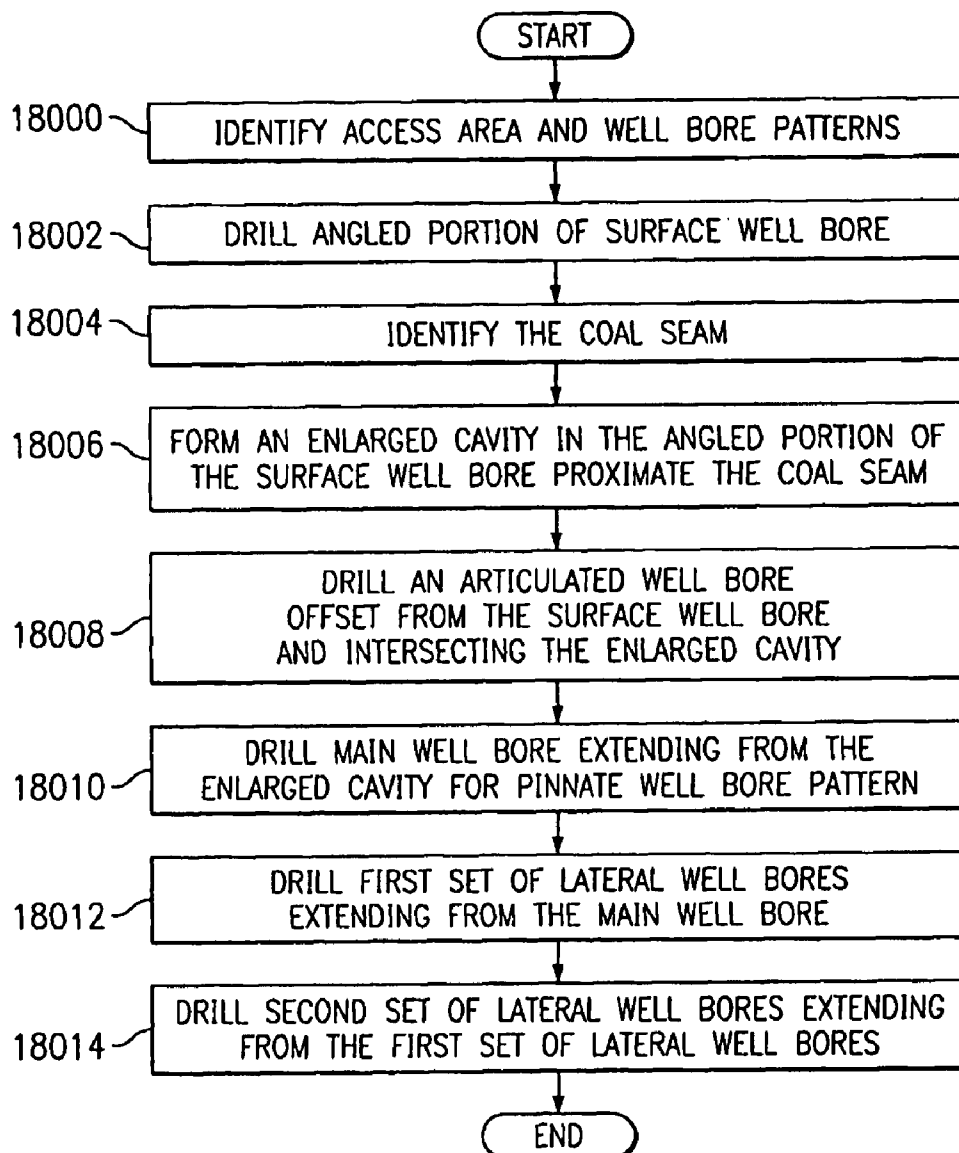 START
18000
IDENTIFY ACCESS AREA AND WELL BORE PATTERNS
18002
DRILL ANGLED PORTION OF SURFACE WELL BORE
18004
IDENTIFY THE COAL SEAM
18006
FORM AN ENLARGED CAVITY IN THE ANGLED PORTION OF
THE SURFACE WELL BORE PROXIMATE THE COAL SEAM
18008
DRILL AN ARTICULATED WELL BORE
OFFSET FROM THE SURFACE WELL BORE
AND INTERSECTING THE ENLARGED CAVITY
18010
DRILL MAIN WELL BORE EXTENDING FROM THE
ENLARGED CAVITY FOR PINNATE WELL BORE PATTERN
18012
DRILL FIRST SET OF LATERAL WELL BORES
EXTENDING FROM THE MAIN WELL BORE
18014
DRILL SECOND SET OF LATERAL WELL BORES EXTENDING
FROM THE FIRST SET OF LATERAL WELL BORES
END